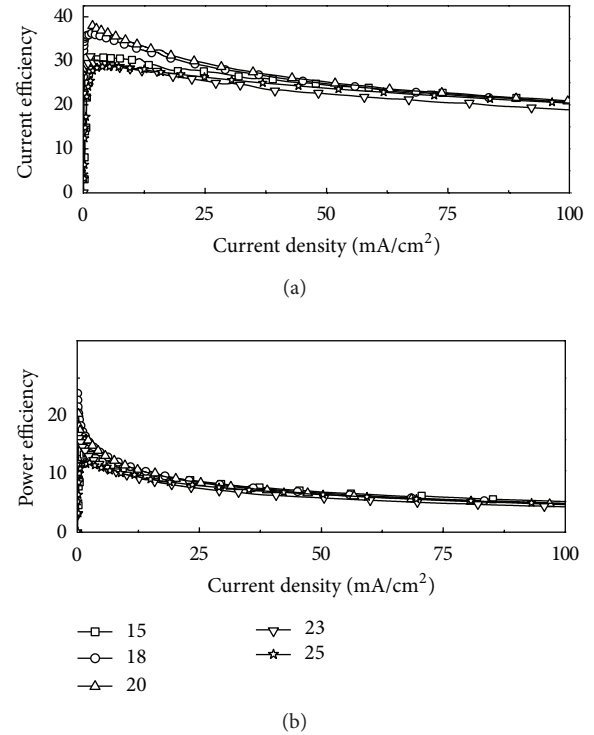 Current efficiency
40
30
20
10
0
0 25 50 75 100
Current density (mA/cm²)
(a)
Power efficiency
20
10
0
0 25 50 75 100
Current density (mA/cm²)
15 23
18 25
20
(b)